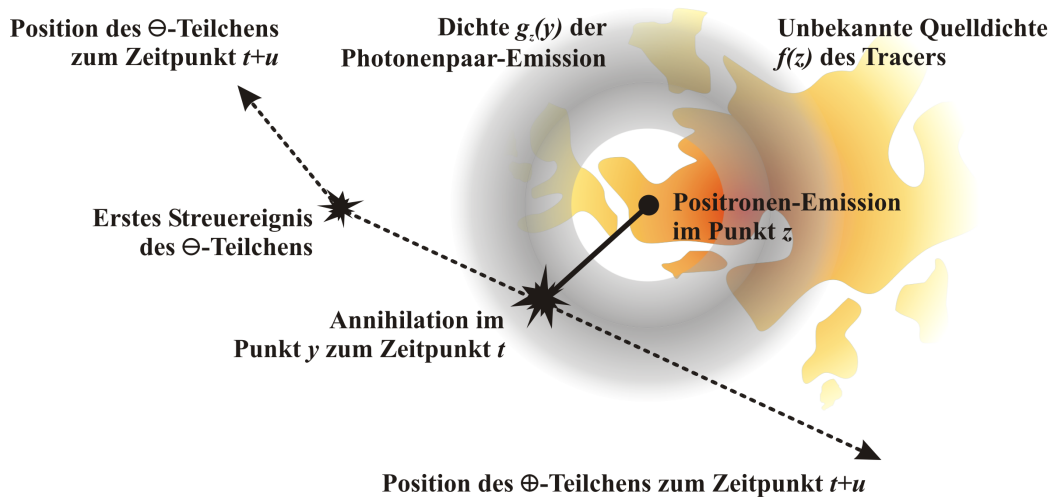 Position des ⊖-Teilchens
zum Zeitpunkt t+u
Dichte g_z(y) der
Photonenpaar-Emission
Unbekannte Quelldichte
f(z) des Tracers
Erstes Streuereignis
des ⊖-Teilchens
Positronen-Emission
im Punkt z
Annihilation im
Punkt y zum Zeitpunkt t
Position des ⊕-Teilchens zum Zeitpunkt t+u